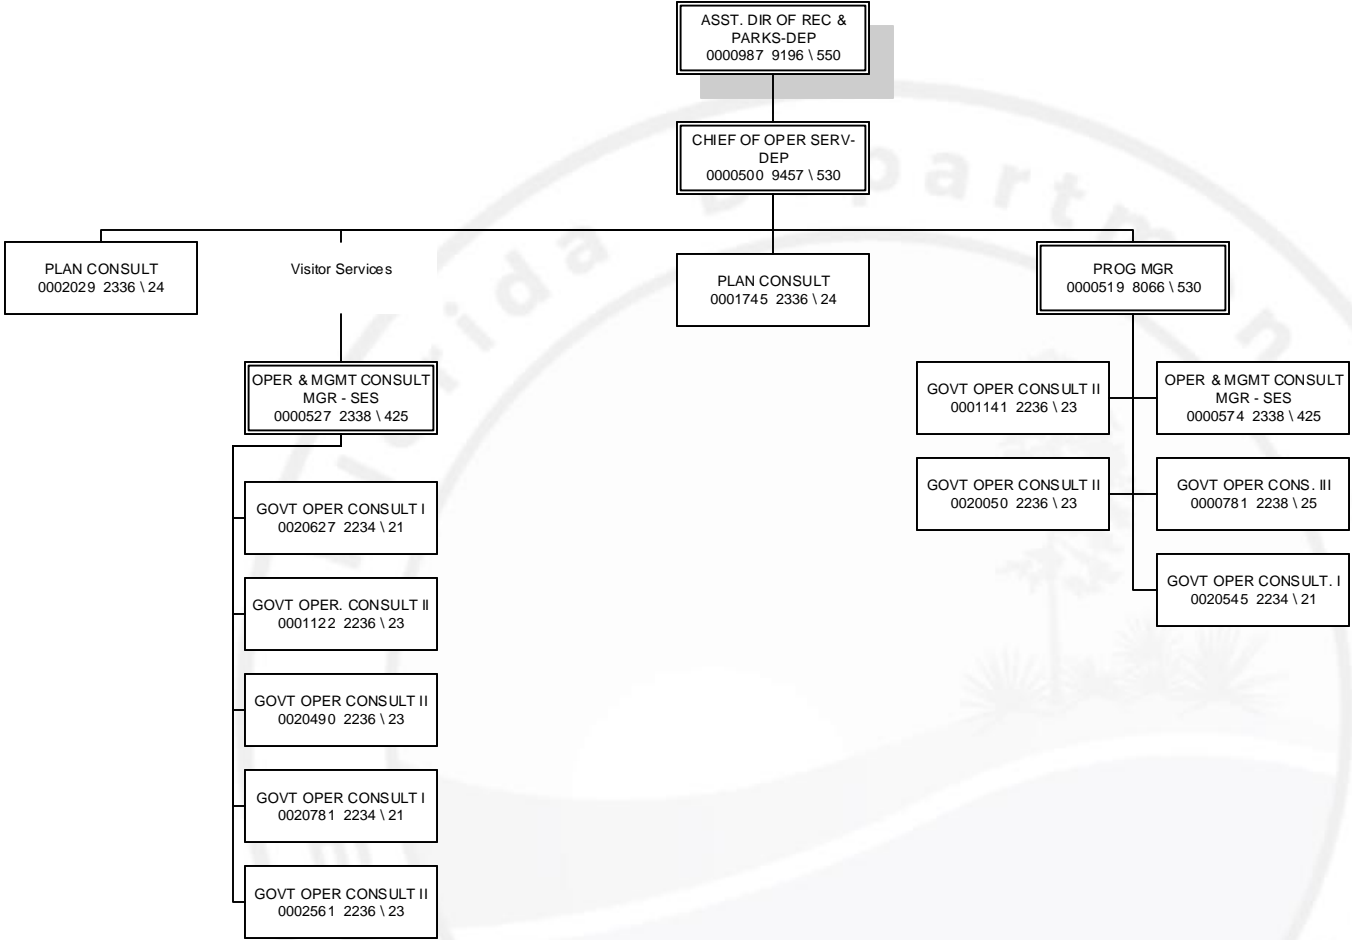 ASST. DIR OF REC &
PARKS-DEP
0000987 9196 \ 550
CHIEF OF OPER SERV-
DEP
0000500 9457 \ 530
PLAN CONSULT
0002029 2336 \ 24
Visitor Services
PLAN CONSULT
0001745 2336 \ 24
PROG MGR
0000519 8066 \ 530
OPER & MGMT CONSULT
MGR - SES
0000527 2338 \ 425
GOVT OPER CONSULT II
0001141 2236 \ 23
OPER & MGMT CONSULT
MGR - SES
0000574 2338 \ 425
GOVT OPER CONSULT II
0020050 2236 \ 23
GOVT OPER CONS. III
0000781 2238 \ 25
GOVT OPER CONSULT. I
0020545 2234 \ 21
GOVT OPER CONSULT I
0020627 2234 \ 21
GOVT OPER. CONSULT II
0001122 2236 \ 23
GOVT OPER CONSULT II
0020490 2236 \ 23
GOVT OPER CONSULT I
0020781 2234 \ 21
GOVT OPER CONSULT II
0002561 2236 \ 23